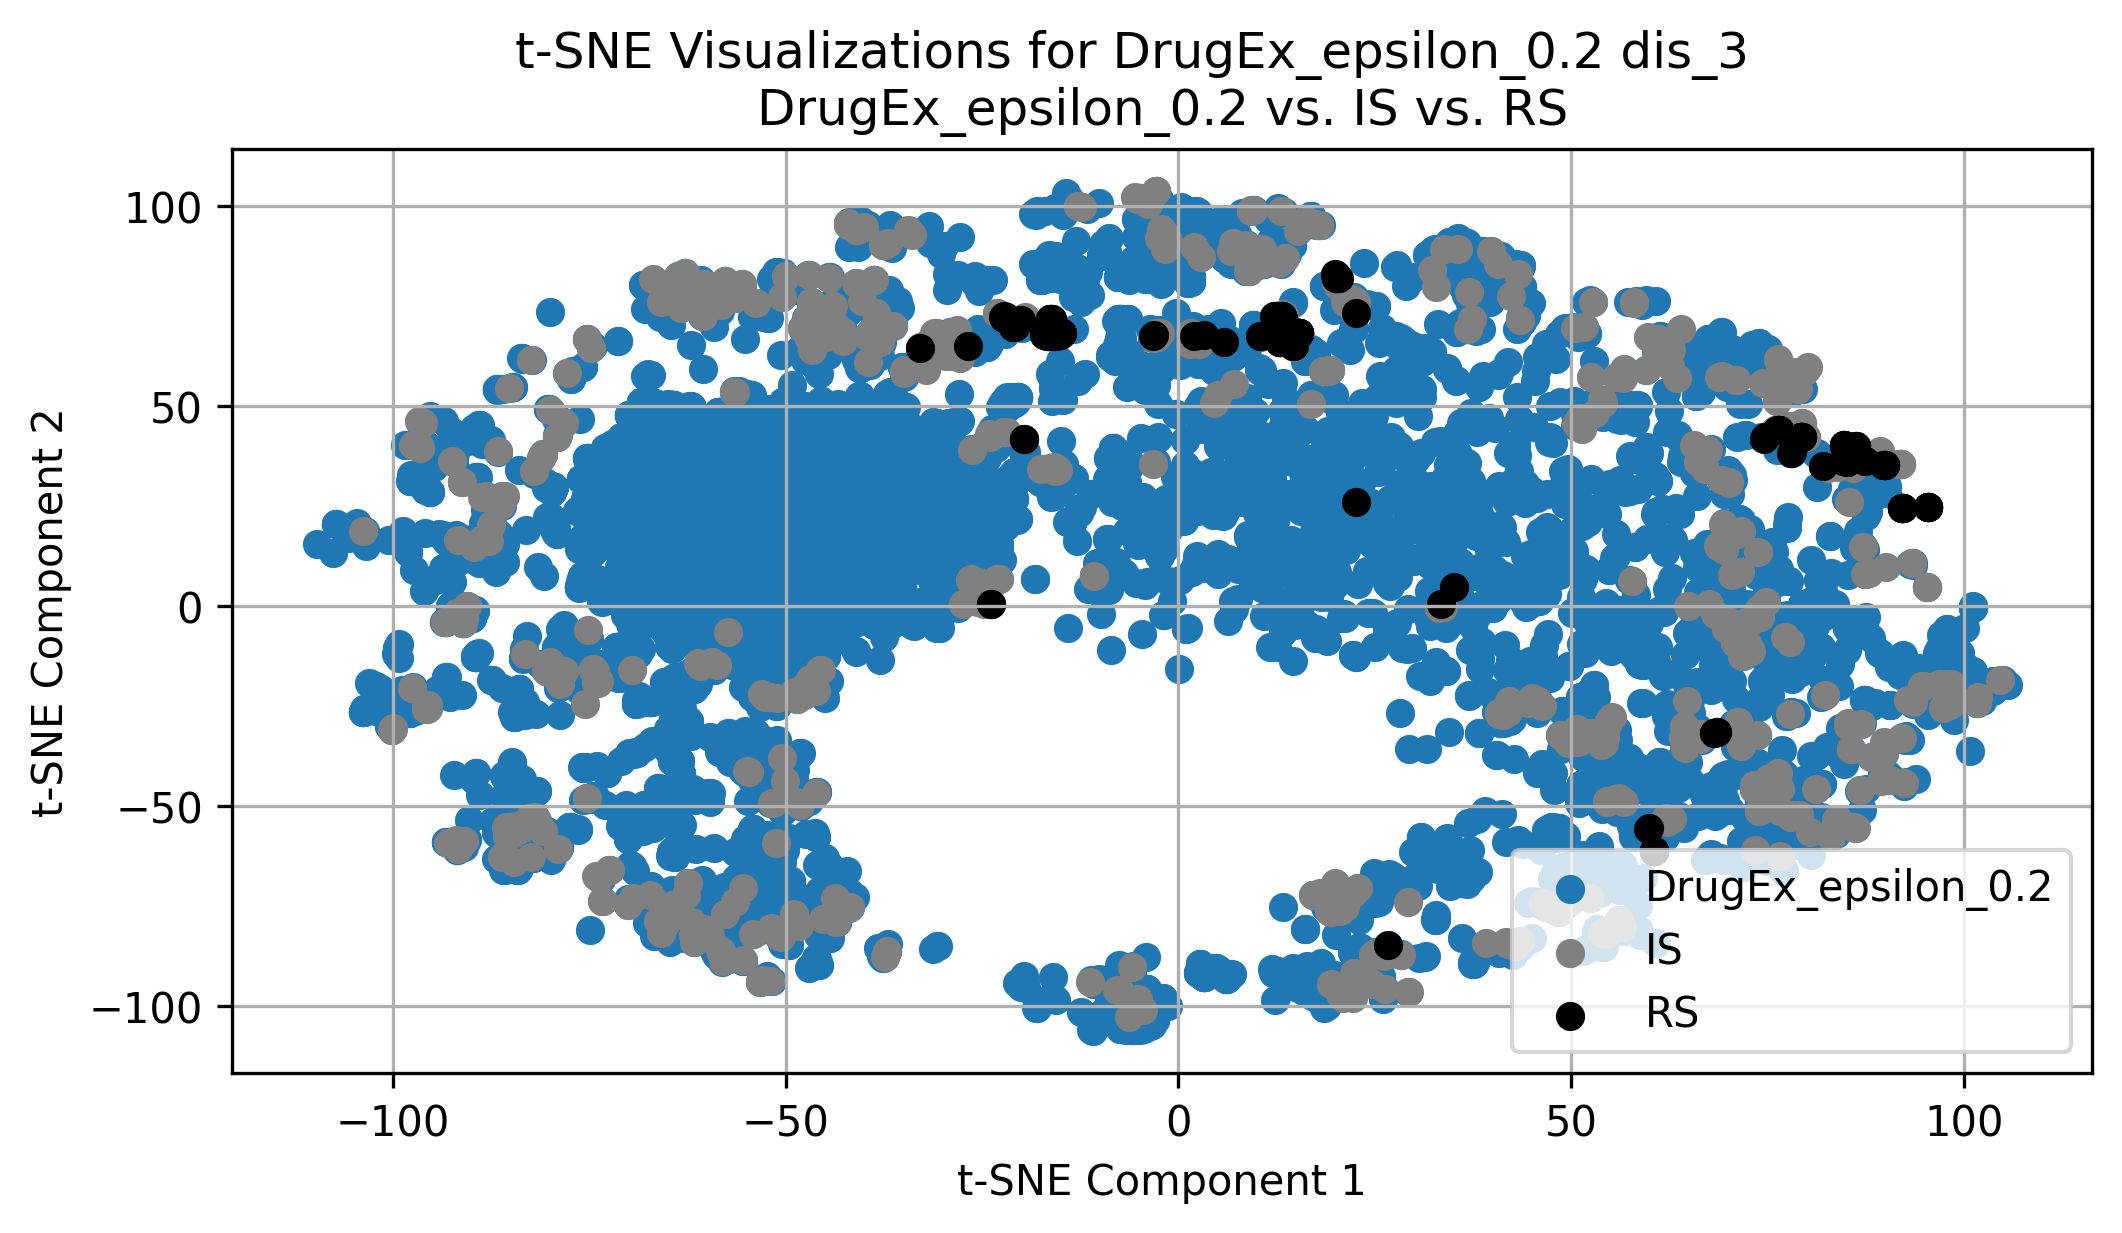 t-SNE Visualizations for DrugEx_epsilon_0.2 dis_3
DrugEx_epsilon_0.2 vs. IS vs. RS
t-SNE Component 2
100
50
0
−50
−100
DrugEx_epsilon_0.2
IS
RS
−100
−50
0
50
100
t-SNE Component 1